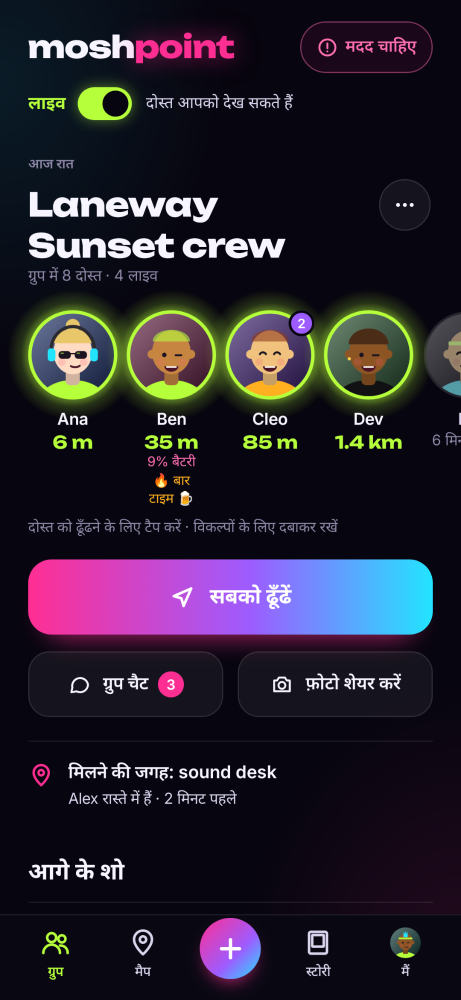 moshpoint
मदद चाहिए
लाइव
दोस्त आपको देख सकते हैं
आज रात
Laneway
Sunset crew
ग्रुप में 8 दोस्त · 4 लाइव
2
Ana
Ben
Cleo
Dev
6 m
35 m
85 m
1.4 km
9% बैटरी
🔥 बार
टाइम 🍺
दोस्त को ढूँढने के लिए टैप करें · विकल्पों के लिए दबाकर रखें
सबको ढूँढें
ग्रुप चैट 3
फ़ोटो शेयर करें
मिलने की जगह: sound desk
Alex रास्ते में हैं · 2 मिनट पहले
आगे के शो
ग्रुप
मैप
स्टोरी
मैं